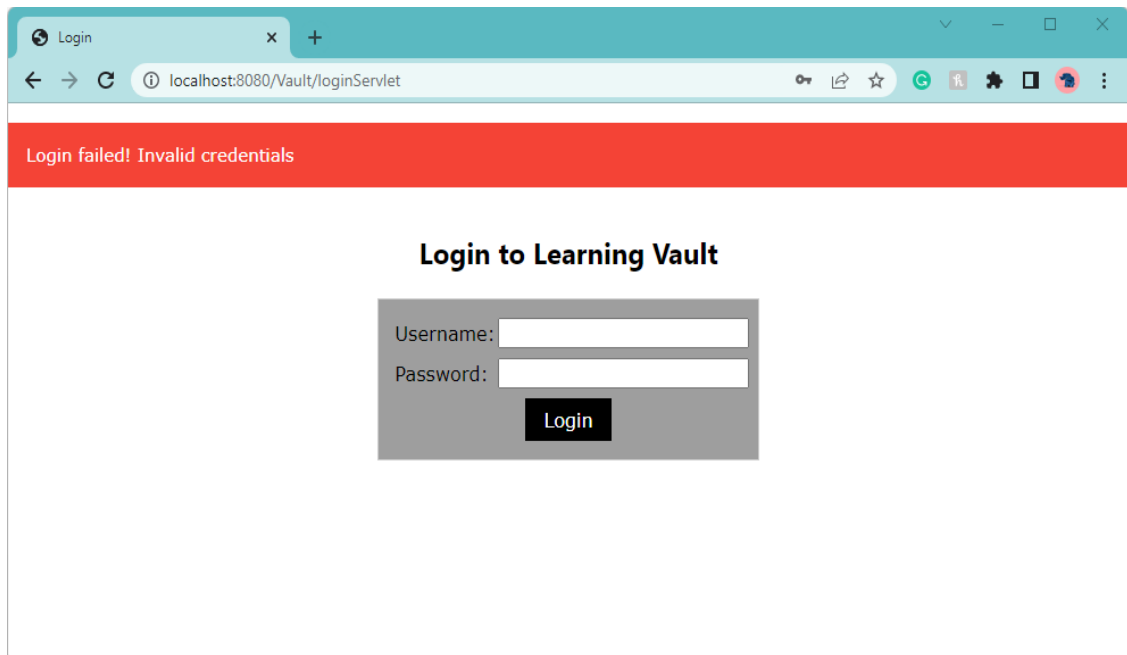 Login
localhost:8080/Vault/loginServlet
Login failed! Invalid credentials
Login to Learning Vault
Username:
Password:
Login